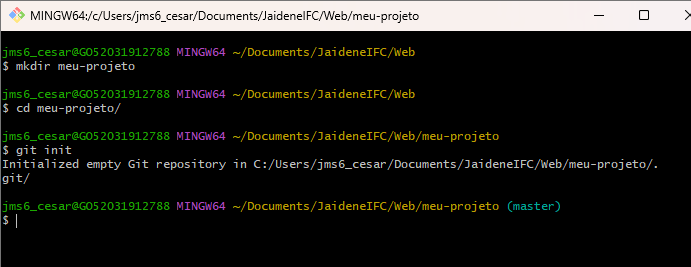 MINGW64:/c/Users/jms6_cesar/Documents/JaideneIFC/Web/meu-projeto
jms6_cesar@GO52031912788 MINGW64 ~/Documents/JaideneIFC/Web
$ mkdir meu-projeto
jms6_cesar@GO52031912788 MINGW64 ~/Documents/JaideneIFC/Web
$ cd meu-projeto/
jms6_cesar@GO52031912788 MINGW64 ~/Documents/JaideneIFC/Web/meu-projeto
$ git init
Initialized empty Git repository in C:/Users/jms6_cesar/Documents/JaideneIFC/Web/meu-projeto/.
git/
jms6_cesar@GO52031912788 MINGW64 ~/Documents/JaideneIFC/Web/meu-projeto (master)
$